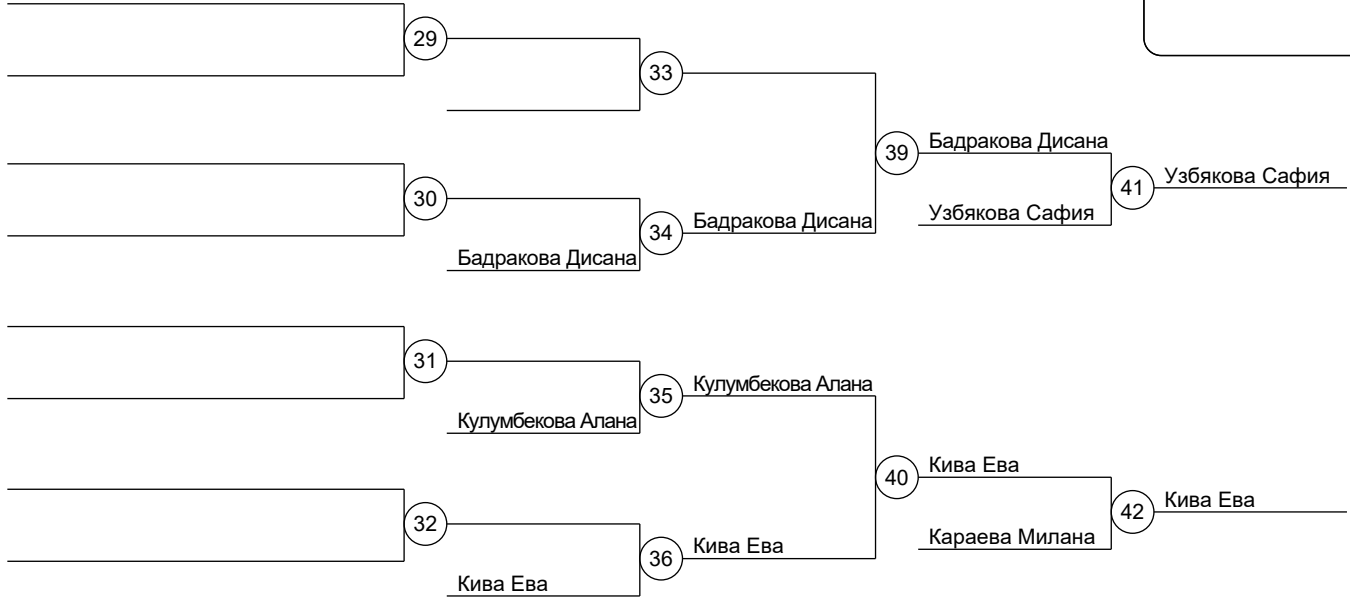 29
33
39
Бадракова Дисана
41
Узбякова Сафия
Узбякова Сафия
30
34
Бадракова Дисана
Бадракова Дисана
31
35
Кулумбекова Алана
Кулумбекова Алана
40
Кива Ева
42
Кива Ева
Караева Милана
32
36
Кива Ева
Кива Ева